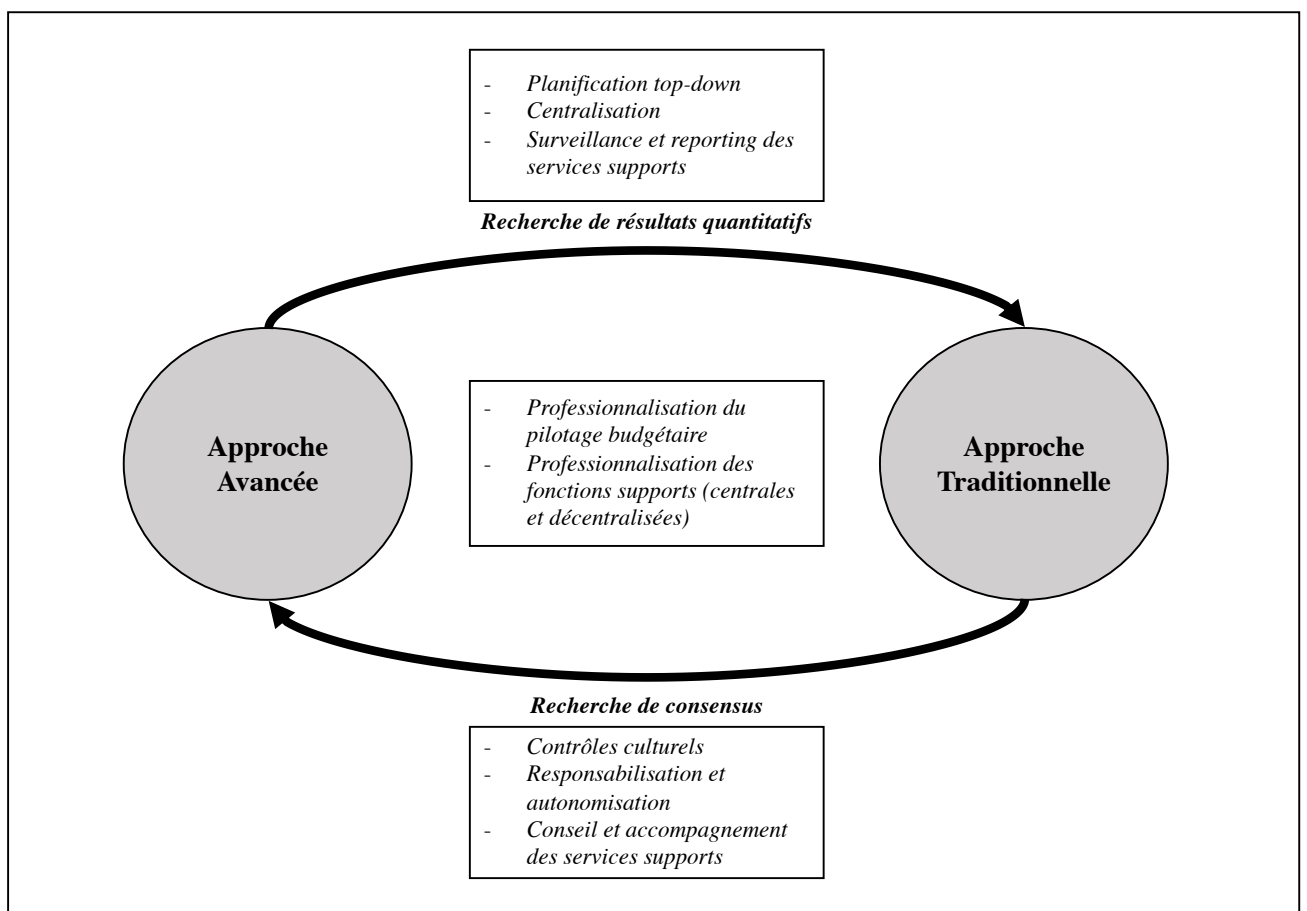 - Planification top-down
- Centralisation
- Surveillance et reporting des
services supports
Recherche de résultats quantitatifs
Approche
Avancée
- Professionnalisation du
pilotage budgétaire
- Professionnalisation des
fonctions supports (centrales
et décentralisées)
Approche
Traditionnelle
Recherche de consensus
- Contrôles culturels
- Responsabilisation et
autonomisation
- Conseil et accompagnement
des services supports